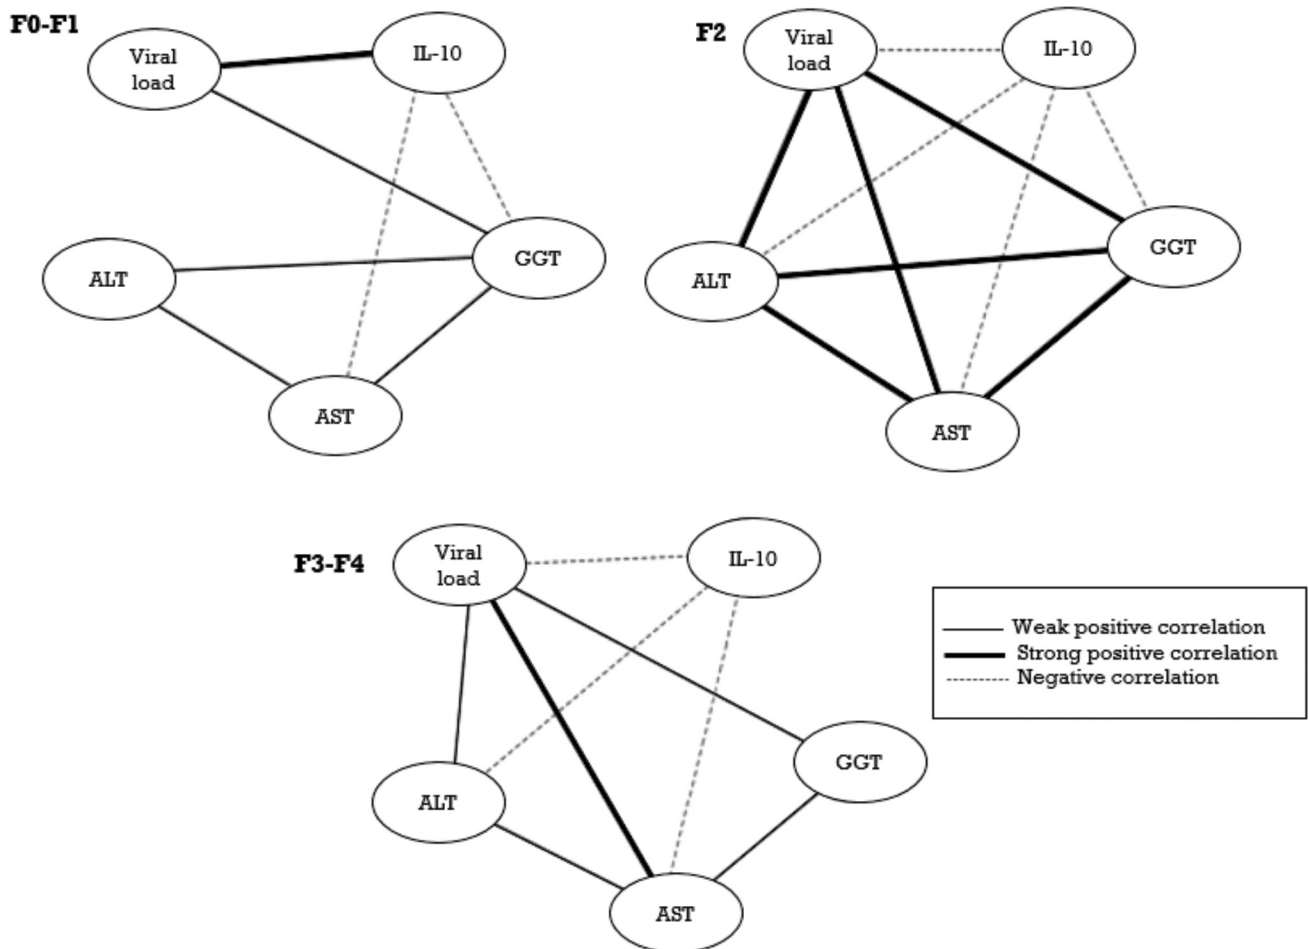 F0-F1
Viral
load
IL-10
GGT
ALT
AST
F2
Viral
load
IL-10
GGT
ALT
AST
F3-F4
Viral
load
IL-10
GGT
ALT
AST
Weak positive correlation
Strong positive correlation
Negative correlation